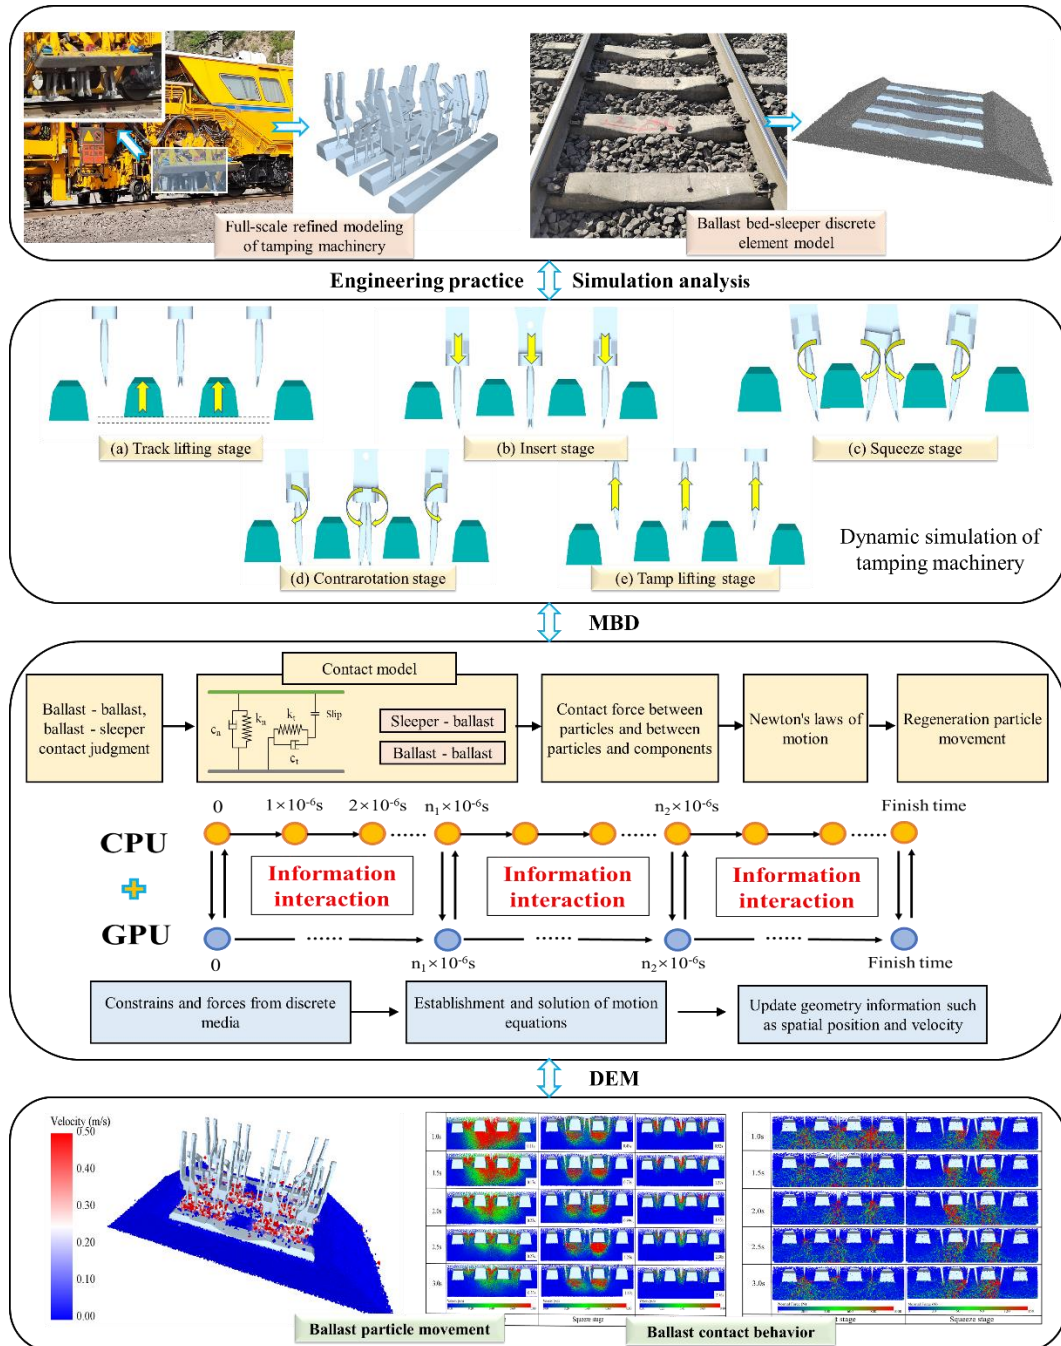 Full-scale refined modeling
of tamping machinery
Ballast bed-sleeper discrete
element model
Engineering practice
Simulation analysis
(a) Track lifting stage
(b) Insert stage
(c) Squeeze stage
(d) Contrarotation stage
(e) Tamp lifting stage
Dynamic simulation of
tamping machinery
MBD
Contact model
Ballast - ballast,
ballast - sleeper
contact judgment
cn
kn
kt
ct
Slip
Sleeper - ballast
Ballast - ballast
Contact force between
particles and between
particles and components
Newton's laws of
motion
Regeneration particle
movement
0
1×10-6s
2×10-6s
n1×10-6s
n2×10-6s
Finish time
CPU
+
GPU
Information
interaction
Information
interaction
Information
interaction
0
n1×10-6s
n2×10-6s
Finish time
Constrains and forces from discrete
media
Establishment and solution of motion
equations
Update geometry information such
as spatial position and velocity
DEM
Velocity (m/s)
0.50
0.40
0.30
0.20
0.10
0.00
Ballast particle movement
1.0s
1.5s
2.0s
2.5s
3.0s
1.0s
1.5s
2.0s
2.5s
3.0s
stage
Squeeze stage
Ballast contact behavior